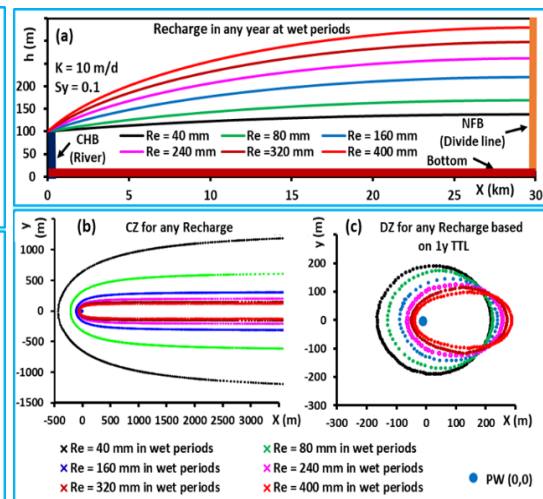 (a)
Recharge in any year at wet periods
h (m)
200
150
100
50
0
K = 10 m/d
Sy = 0.1
CHB
(River)
Re = 40 mm
Re = 80 mm
Re = 160 mm
Re = 240 mm
Re =320 mm
Re = 400 mm
NFB
(Divide line)
Bottom
0
5
10
15
20
25
30
X (km)
y (m)
(b)
CZ for any Recharge
1000
500
0
-500
-1000
-1500
-500
0
500
1000
1500
2000
2500
3000
3500
X (m)
y (m)
(c)
DZ for any Recharge based
on 1y TTL
300
200
100
0
-100
-200
-300
-300
-200
-100
0
100
200
X (m)
Re = 40 mm in wet periods
Re = 80 mm in wet periods
Re = 160 mm in wet periods
Re = 240 mm in wet periods
Re = 320 mm in wet periods
Re = 400 mm in wet periods
PW (0,0)